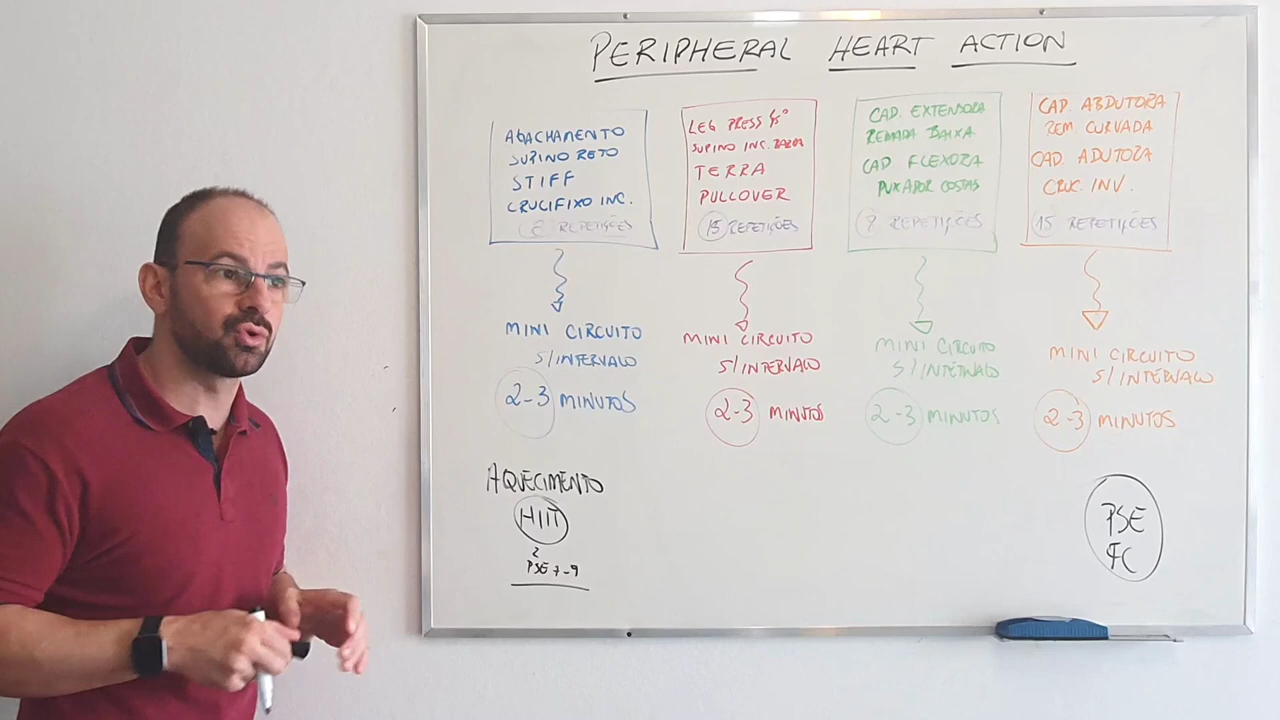 PERIPHERAL HEART ACTION
AGACHAMENTO
SUPINO RETO
STIFF
CRUCIFIXO INC.
8 REPETIÇÕES
MINI CIRCUITO
S/INTERVALO
2-3 MINUTOS
LEG PRESS 45°
SUPINO INC. BARRA
TERRA
PULLOVER
15 REPETIÇÕES
MINI CIRCUITO
S/INTERVALO
2-3 MINUTOS
CAD. EXTENSORA
REMADA BAIXA
CAD FLEXORA
PUXADOR COSTAS
REPETIÇÕES
MINI CIRCUITO
S/INTERVALO
2-3 MINUTOS
CAD. ABDUTORA
REM. CURVADA
CAD. ADUTORA
CRUC. INV.
15 REPETIÇÕES
MINI CIRCUITO
S/INTERVALO
2-3 MINUTOS
AQUECIMENTO
HIIT
PSE 7-9
PSE
FC